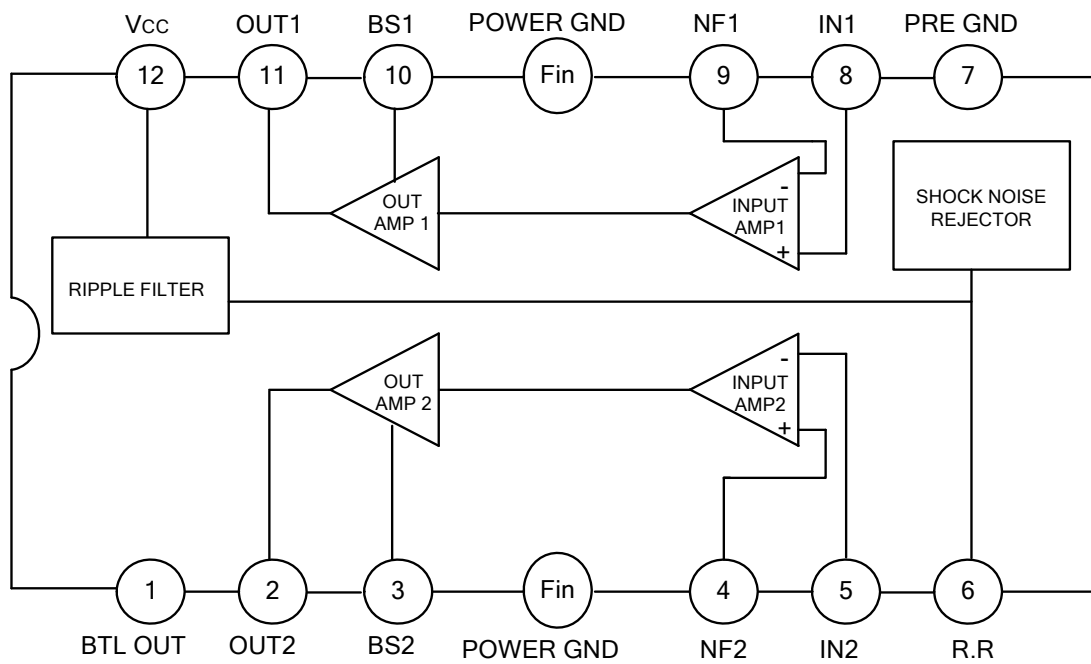 Vcc OUT1 BS1 POWER GND NF1 IN1 PRE GND
12 11 10 Fin 9 8 7
-
OUT
AMP 1
INPUT
AMP1
+
SHOCK NOISE
REJECTOR
RIPPLE FILTER
-
OUT
AMP 2
INPUT
AMP2
+
1 2 3 Fin 4 5 6
BTL OUT OUT2 BS2 POWER GND NF2 IN2 R.R